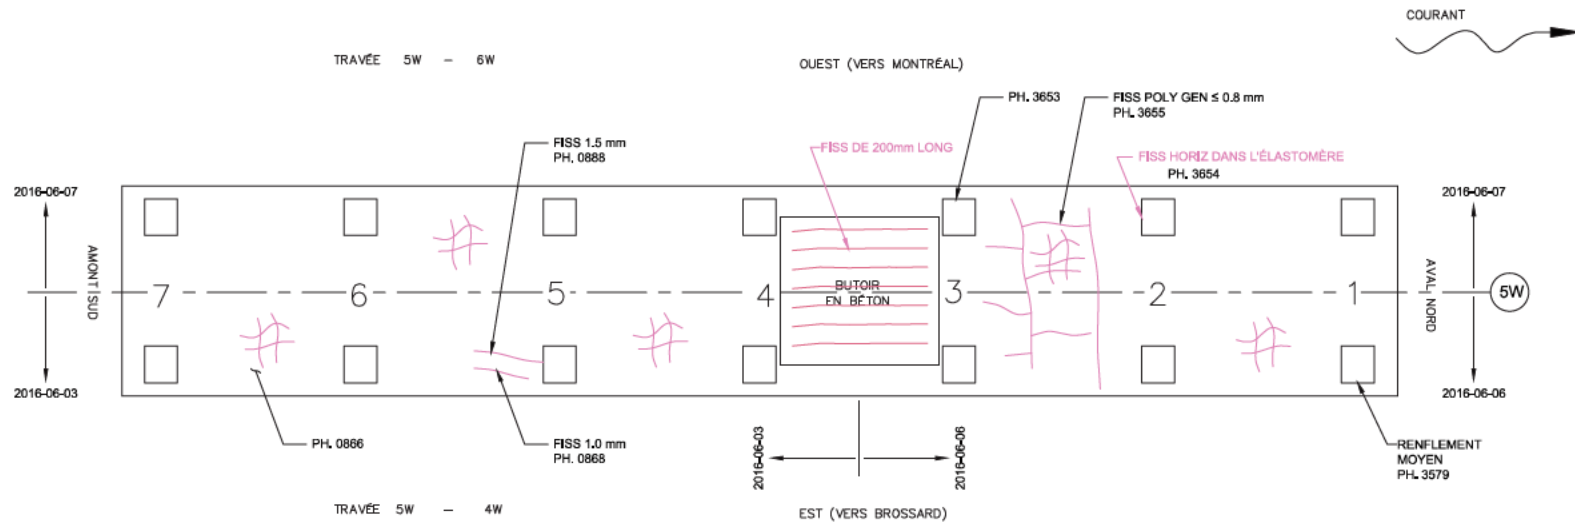 COURANT
TRAVÉE 5W - 6W
OUEST (VERS MONTRÉAL)
PH. 3653
FISS POLY GEN ≤ 0.8 mm
PH. 3655
FISS 1.5 mm
PH. 0888
FISS DE 200mm LONG
FISS HORIZ DANS L'ÉLASTOMÈRE
PH. 3654
2016-06-07
2016-06-07
AMONT SUD
7
6
5
4
BUTOIR
EN BÉTON
3
2
1
AVAL NORD
5W
2016-06-03
2016-06-06
PH. 0866
FISS 1.0 mm
PH. 0868
2016-06-03
2016-06-06
RENFLEMENT
MOYEN
PH. 3579
TRAVÉE 5W - 4W
EST (VERS BROSSARD)